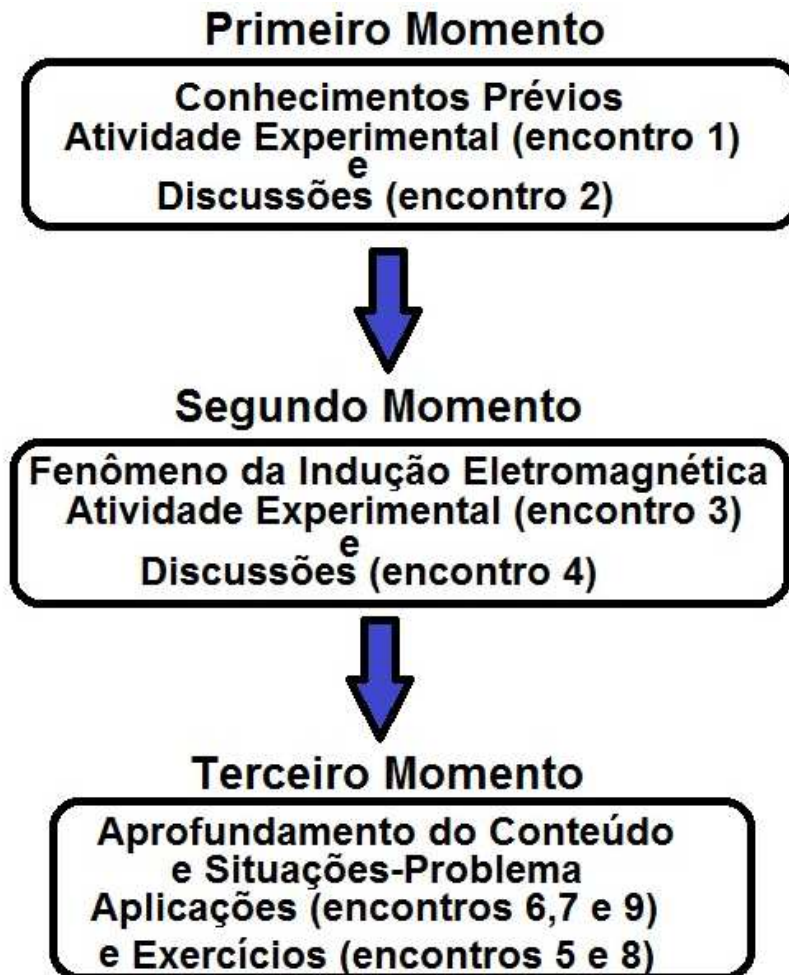 Primeiro Momento
Conhecimentos Prévios
Atividade Experimental (encontro 1)
e
Discussões (encontro 2)
Segundo Momento
Fenômeno da Indução Eletromagnética
Atividade Experimental (encontro 3)
e
Discussões (encontro 4)
Terceiro Momento
Aprofundamento do Conteúdo
e Situações-Problema
Aplicações (encontros 6,7 e 9)
e Exercícios (encontros 5 e 8)